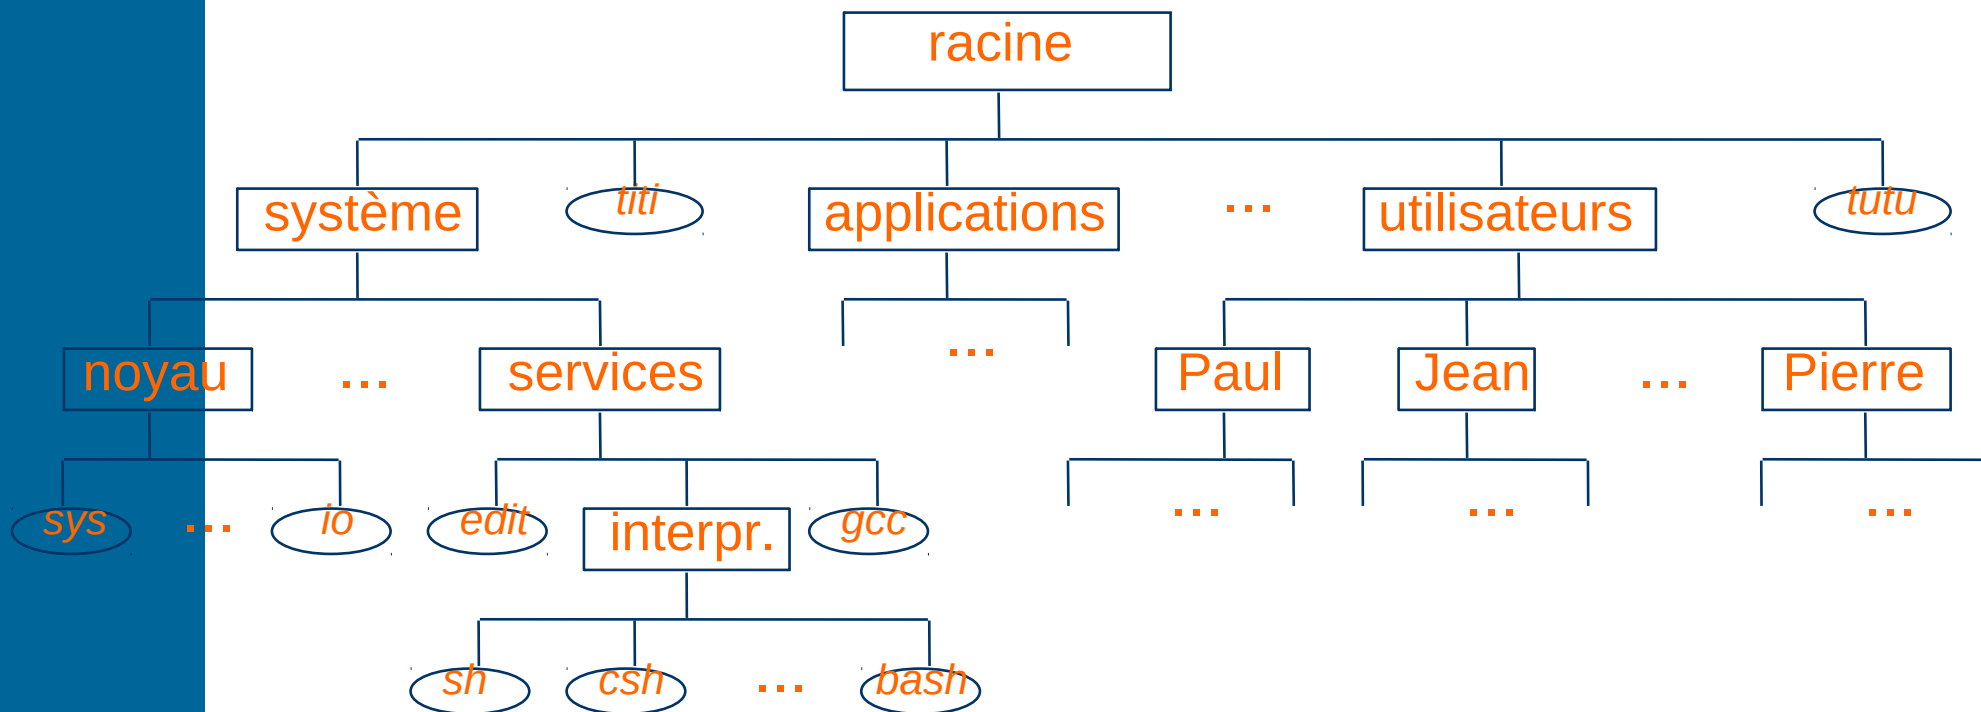 racine
système
titi
applications
...
utilisateurs
tutu
noyau
...
services
...
Paul
Jean
...
Pierre
sys
...
io
edit
interpr.
gcc
...
...
...
sh
csh
...
bash